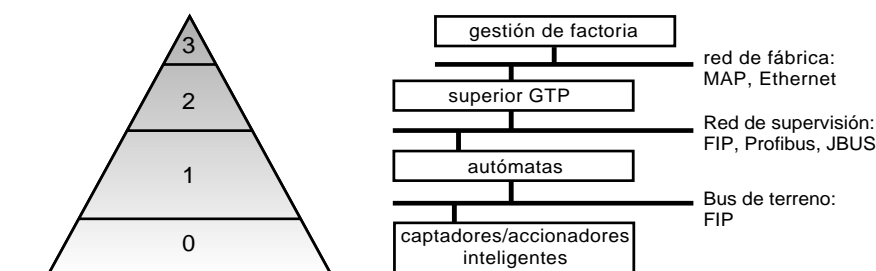 3
gestión de factoria
red de fábrica:
MAP, Ethernet
2
superior GTP
Red de supervisión:
FIP, Profibus, JBUS
1
autómatas
Bus de terreno:
FIP
0
captadores/accionadores
inteligentes